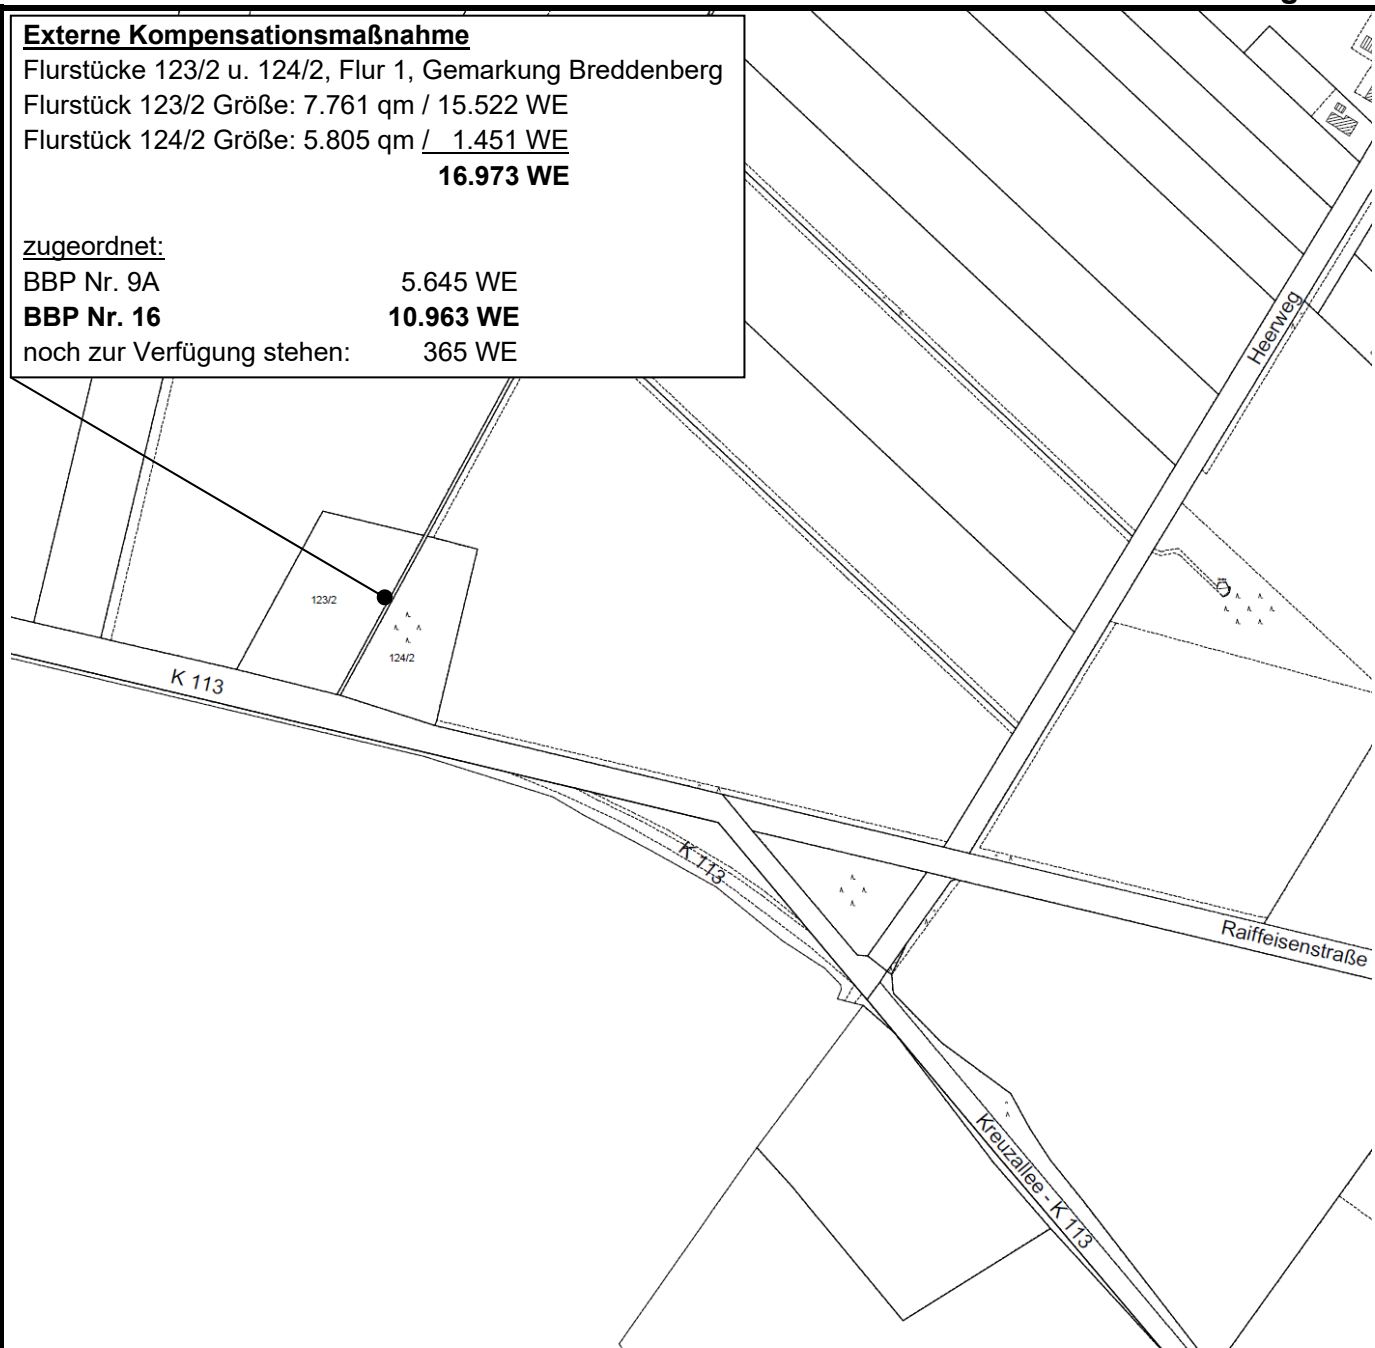 Externe Kompensationsmaßnahme
Flurstücke 123/2 u. 124/2, Flur 1, Gemarkung Breddenberg
Flurstück 123/2 Größe: 7.761 qm / 15.522 WE
Flurstück 124/2 Größe: 5.805 qm / 1.451 WE
16.973 WE
zugeordnet:
BBP Nr. 9A 5.645 WE
BBP Nr. 16 10.963 WE
noch zur Verfügung stehen: 365 WE
Heerweg
123/2
124/2
K 113
K 113
Raiffeisenstraße
Kreuzallee - K 113